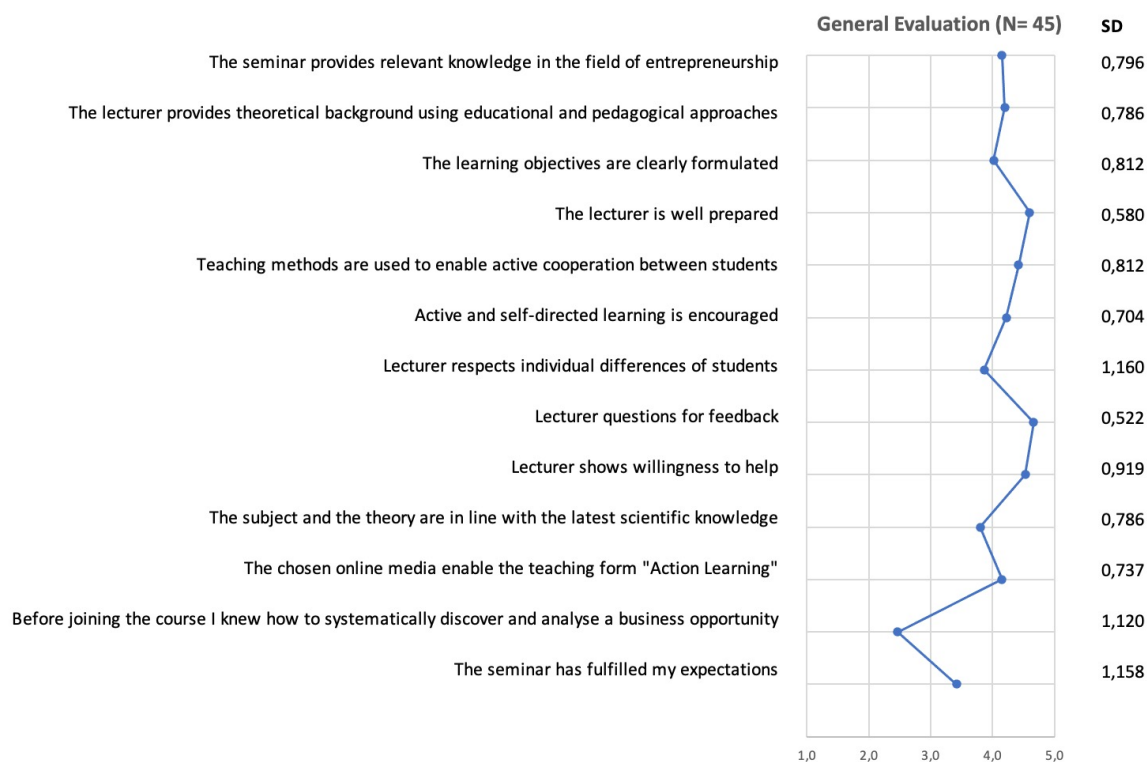 General Evaluation (N= 45) SD
The seminar provides relevant knowledge in the field of entrepreneurship 0,796
The lecturer provides theoretical background using educational and pedagogical approaches 0,786
The learning objectives are clearly formulated 0,812
The lecturer is well prepared 0,580
Teaching methods are used to enable active cooperation between students 0,812
Active and self-directed learning is encouraged 0,704
Lecturer respects individual differences of students 1,160
Lecturer questions for feedback 0,522
Lecturer shows willingness to help 0,919
The subject and the theory are in line with the latest scientific knowledge 0,786
The chosen online media enable the teaching form "Action Learning" 0,737
Before joining the course I knew how to systematically discover and analyse a business opportunity 1,120
The seminar has fulfilled my expectations 1,158
1,0 2,0 3,0 4,0 5,0